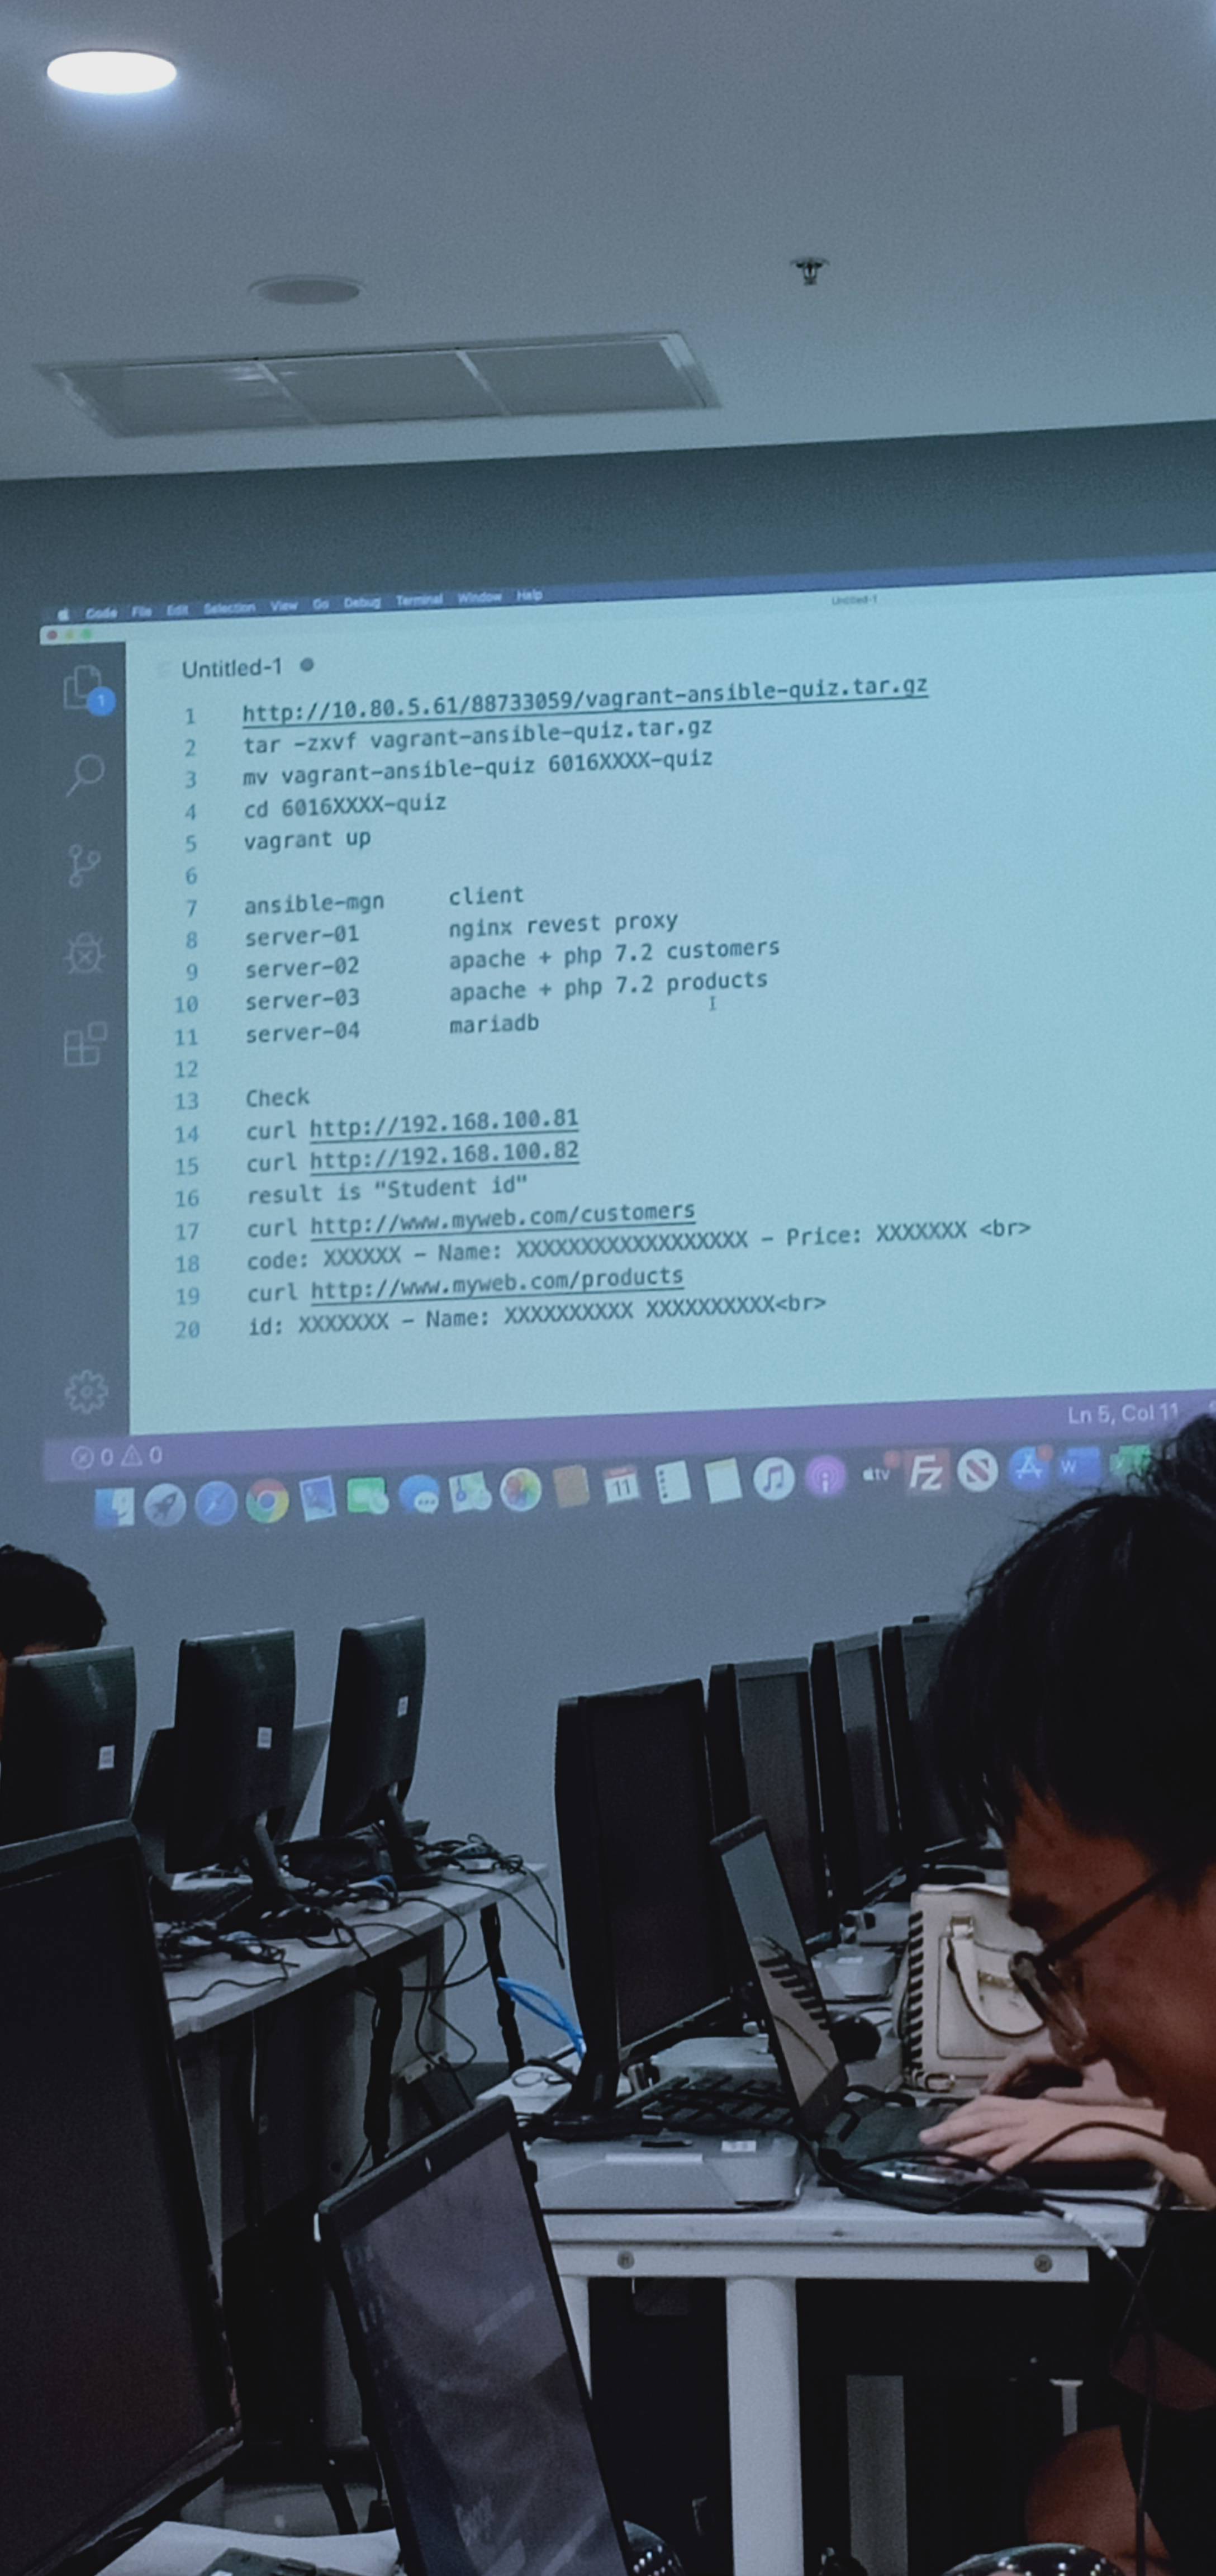 Code File Edit Selection View Go Debug Terminal Window Help
Untitled-1
Untitled-1
1
1 http://10.80.5.61/88733059/vagrant-ansible-quiz.tar.gz
2 tar -zxvf vagrant-ansible-quiz.tar.gz
3 mv vagrant-ansible-quiz 6016XXXX-quiz
4 cd 6016XXXX-quiz
5 vagrant up
6
7 ansible-mgn client
8 server-01 nginx revest proxy
9 server-02 apache + php 7.2 customers
10 server-03 apache + php 7.2 products
11 server-04 mariadb
12
13 Check
14 curl http://192.168.100.81
15 curl http://192.168.100.82
16 result is "Student id"
17 curl http://www.myweb.com/customers
18 code: XXXXXX - Name: XXXXXXXXXXXXXXXXXX - Price: XXXXXXX <br>
19 curl http://www.myweb.com/products
20 id: XXXXXXX - Name: XXXXXXXXXX XXXXXXXXXX<br>
0 0 Ln 5, Col 11
11 tv Fz W